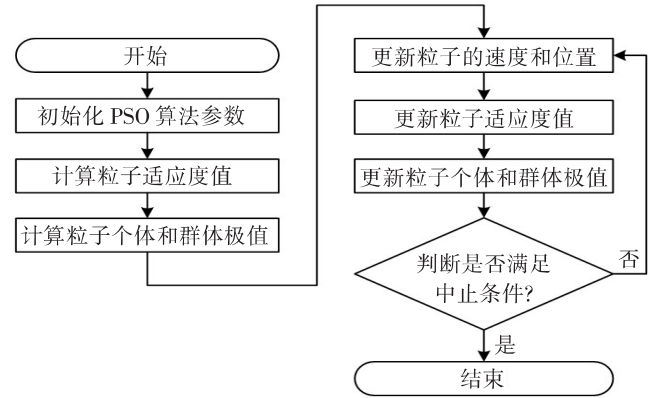 开始
初始化 PSO 算法参数
计算粒子适应度值
计算粒子个体和群体极值
更新粒子的速度和位置
更新粒子适应度值
更新粒子个体和群体极值
判断是否满足
中止条件?
否
是
结束